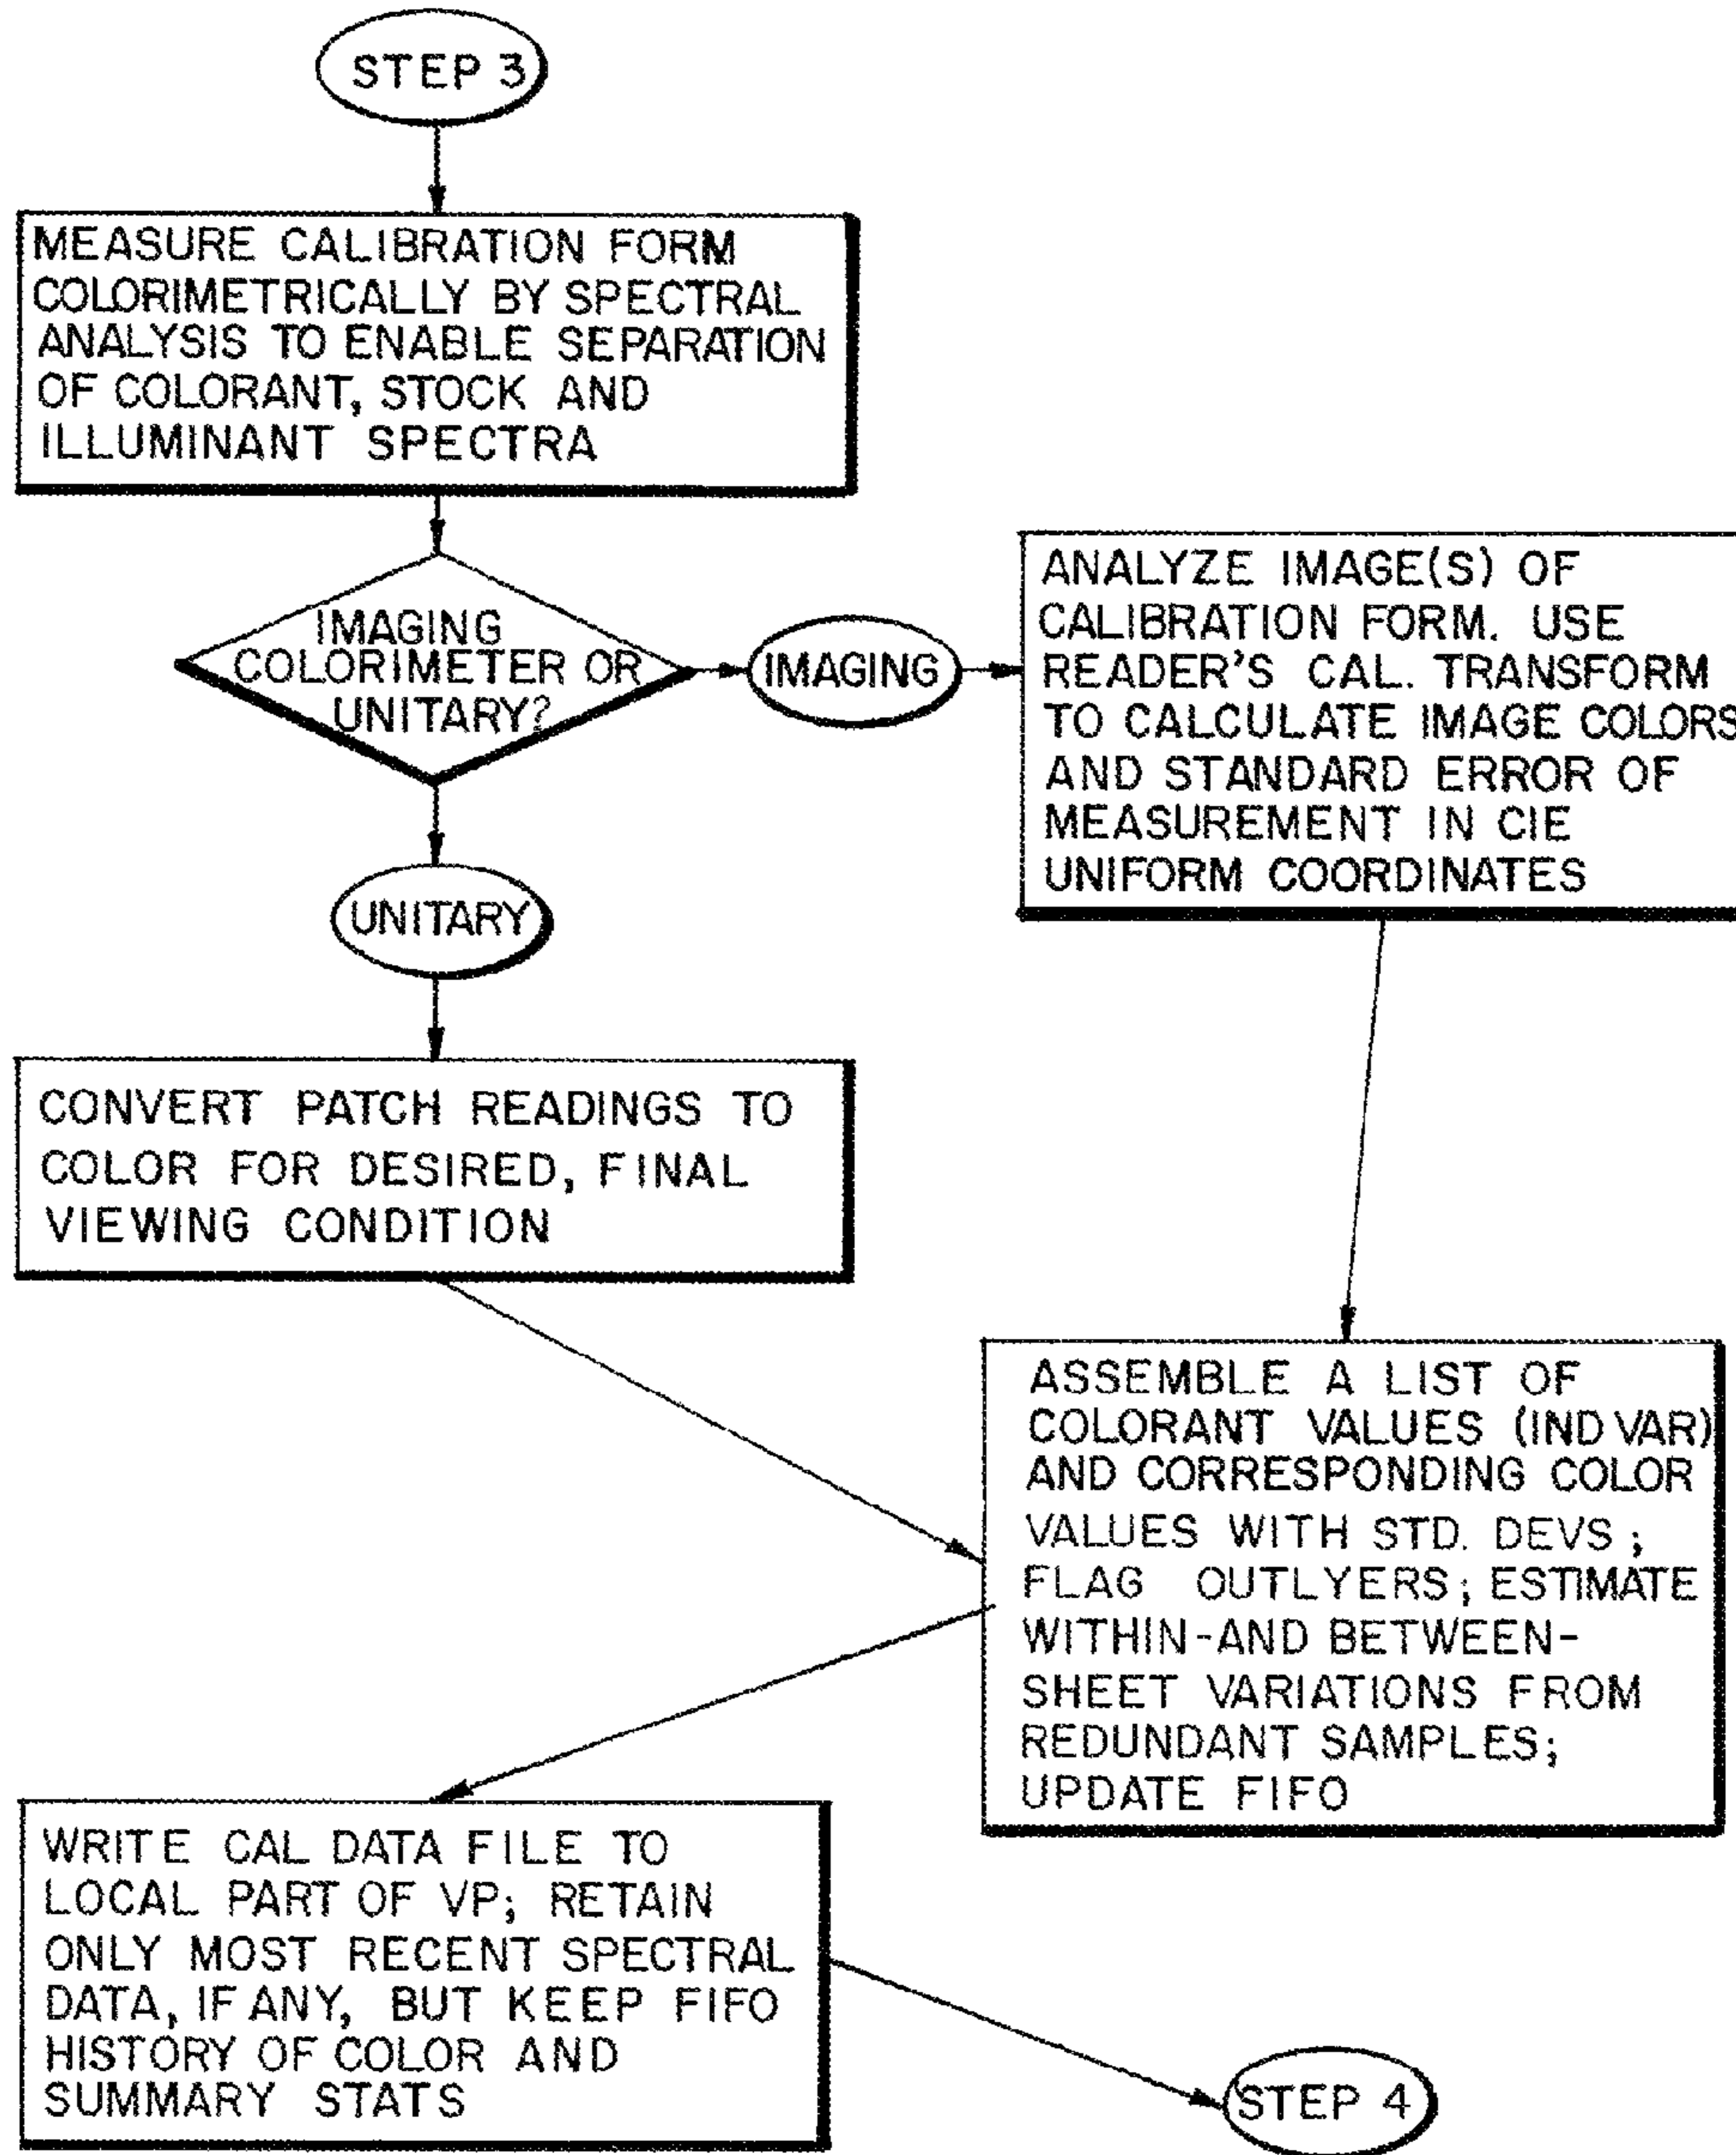 STEP 3
MEASURE CALIBRATION FORM
COLORIMETRICALLY BY SPECTRAL
ANALYSIS TO ENABLE SEPARATION
OF COLORANT, STOCK AND
ILLUMINANT SPECTRA
IMAGING
COLORIMETER OR
UNITARY?
IMAGING
ANALYZE IMAGE(S) OF
CALIBRATION FORM. USE
READER'S CAL. TRANSFORM
TO CALCULATE IMAGE COLORS
AND STANDARD ERROR OF
MEASUREMENT IN CIE
UNIFORM COORDINATES
UNITARY
CONVERT PATCH READINGS TO
COLOR FOR DESIRED, FINAL
VIEWING CONDITION
ASSEMBLE A LIST OF
COLORANT VALUES (IND VAR)
AND CORRESPONDING COLOR
VALUES WITH STD. DEVS;
FLAG OUTLYERS; ESTIMATE
WITHIN-AND BETWEEN-
SHEET VARIATIONS FROM
REDUNDANT SAMPLES;
UPDATE FIFO
WRITE CAL DATA FILE TO
LOCAL PART OF VP; RETAIN
ONLY MOST RECENT SPECTRAL
DATA, IF ANY, BUT KEEP FIFO
HISTORY OF COLOR AND
SUMMARY STATS
STEP 4